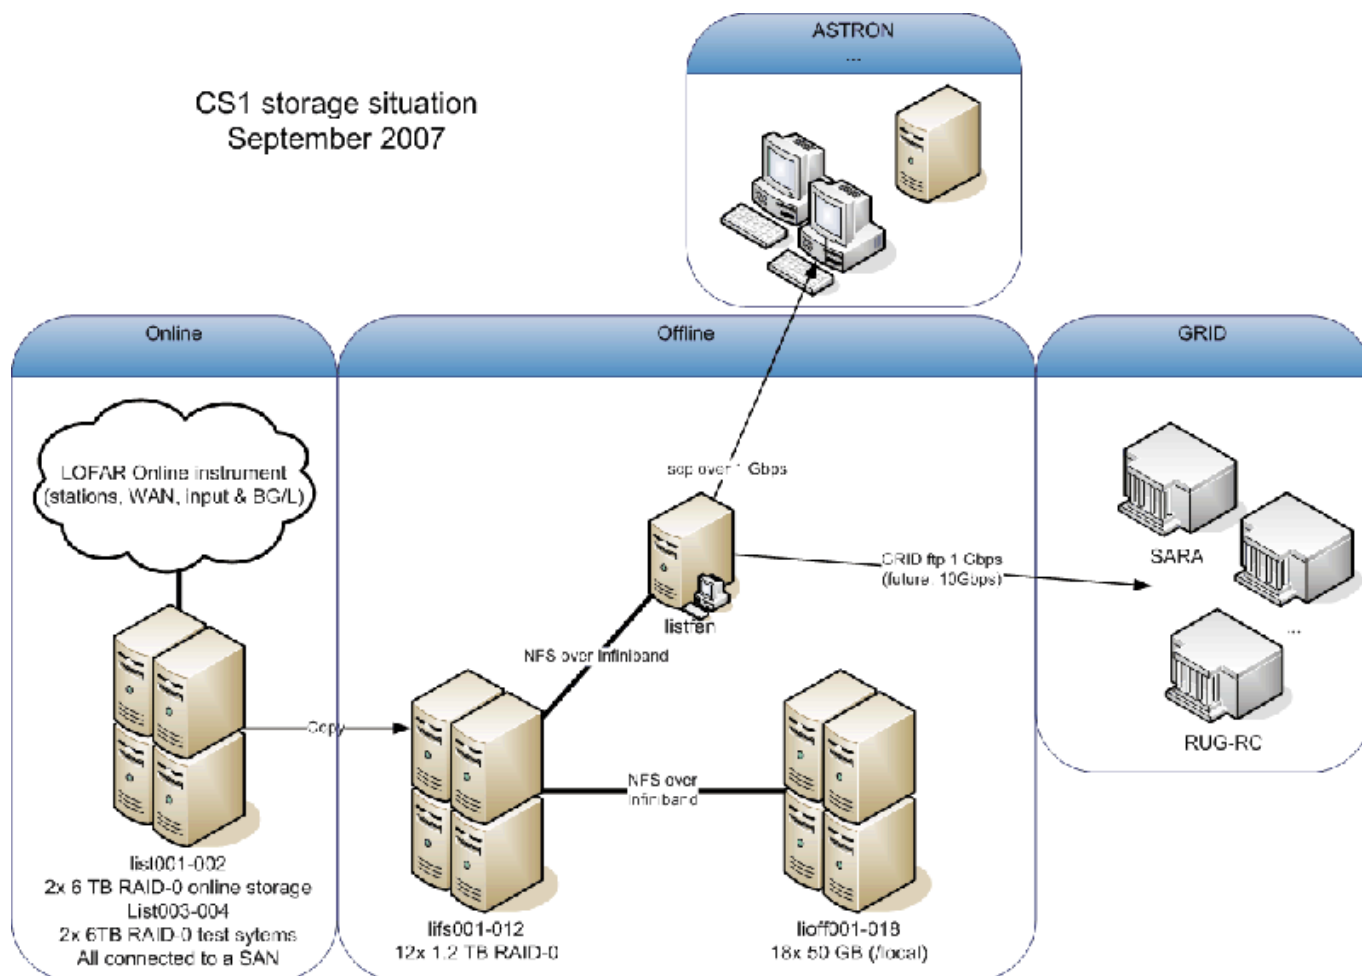 CS1 storage situation
September 2007
ASTRON
...
Online
Offline
GRID
LOFAR Online instrument
(stations, WAN, input & BG/L)
scp over 1 Gbps
GRID ftp 1 Gbps
(future: 10Gbps)
SARA
...
RUG-RC
listfen
NFS over Infiniband
Copy
NFS over
Infiniband
list001-002
2x 6 TB RAID-0 online storage
List003-004
2x 6TB RAID-0 test sytems
All connected to a SAN
lifs001-012
12x 1.2 TB RAID-0
lioff001-018
18x 50 GB (/local)